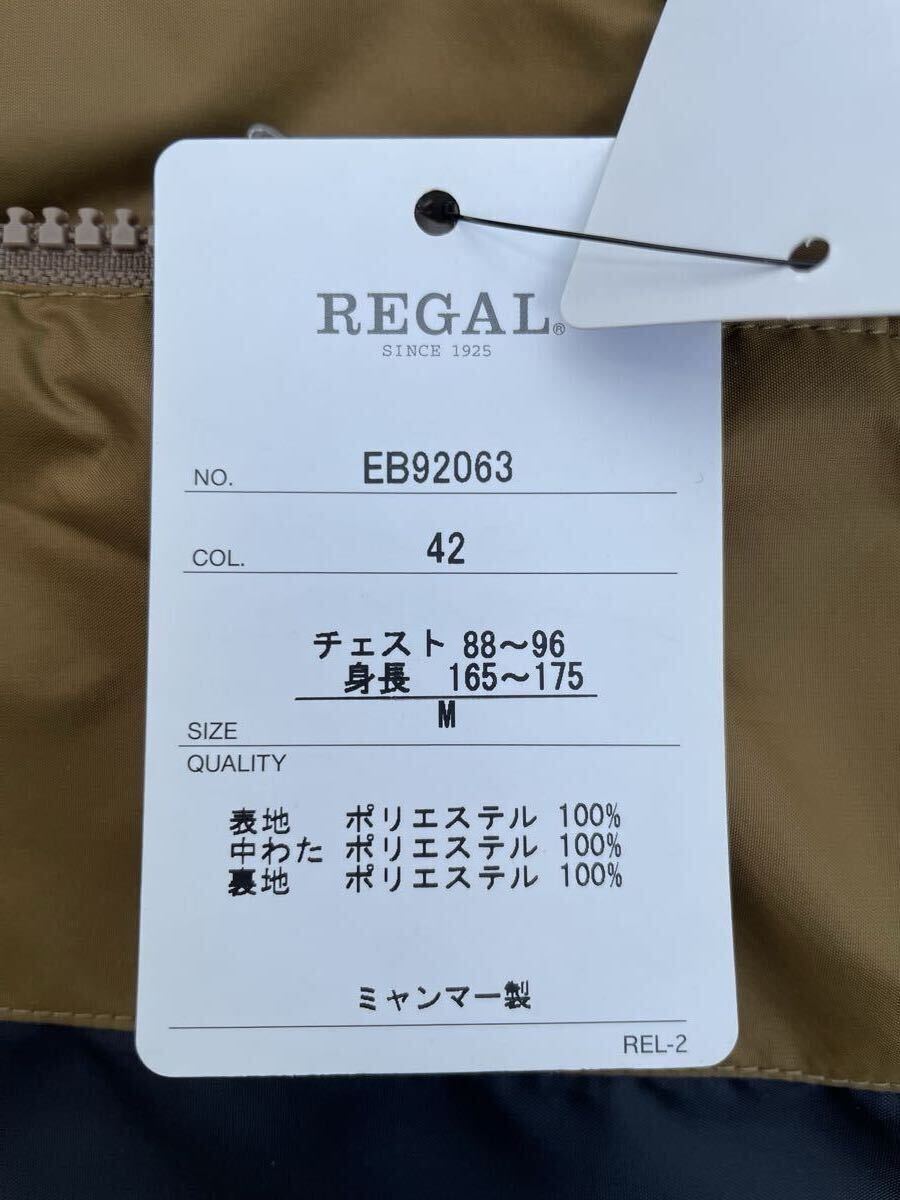 REGAL®
SINCE 1925
NO. EB92063
COL. 42
チェスト 88～96
身長 165～175
SIZE M
QUALITY
表地 ポリエステル 100%
中わた ポリエステル 100%
裏地 ポリエステル 100%
ミャンマー製
REL-2